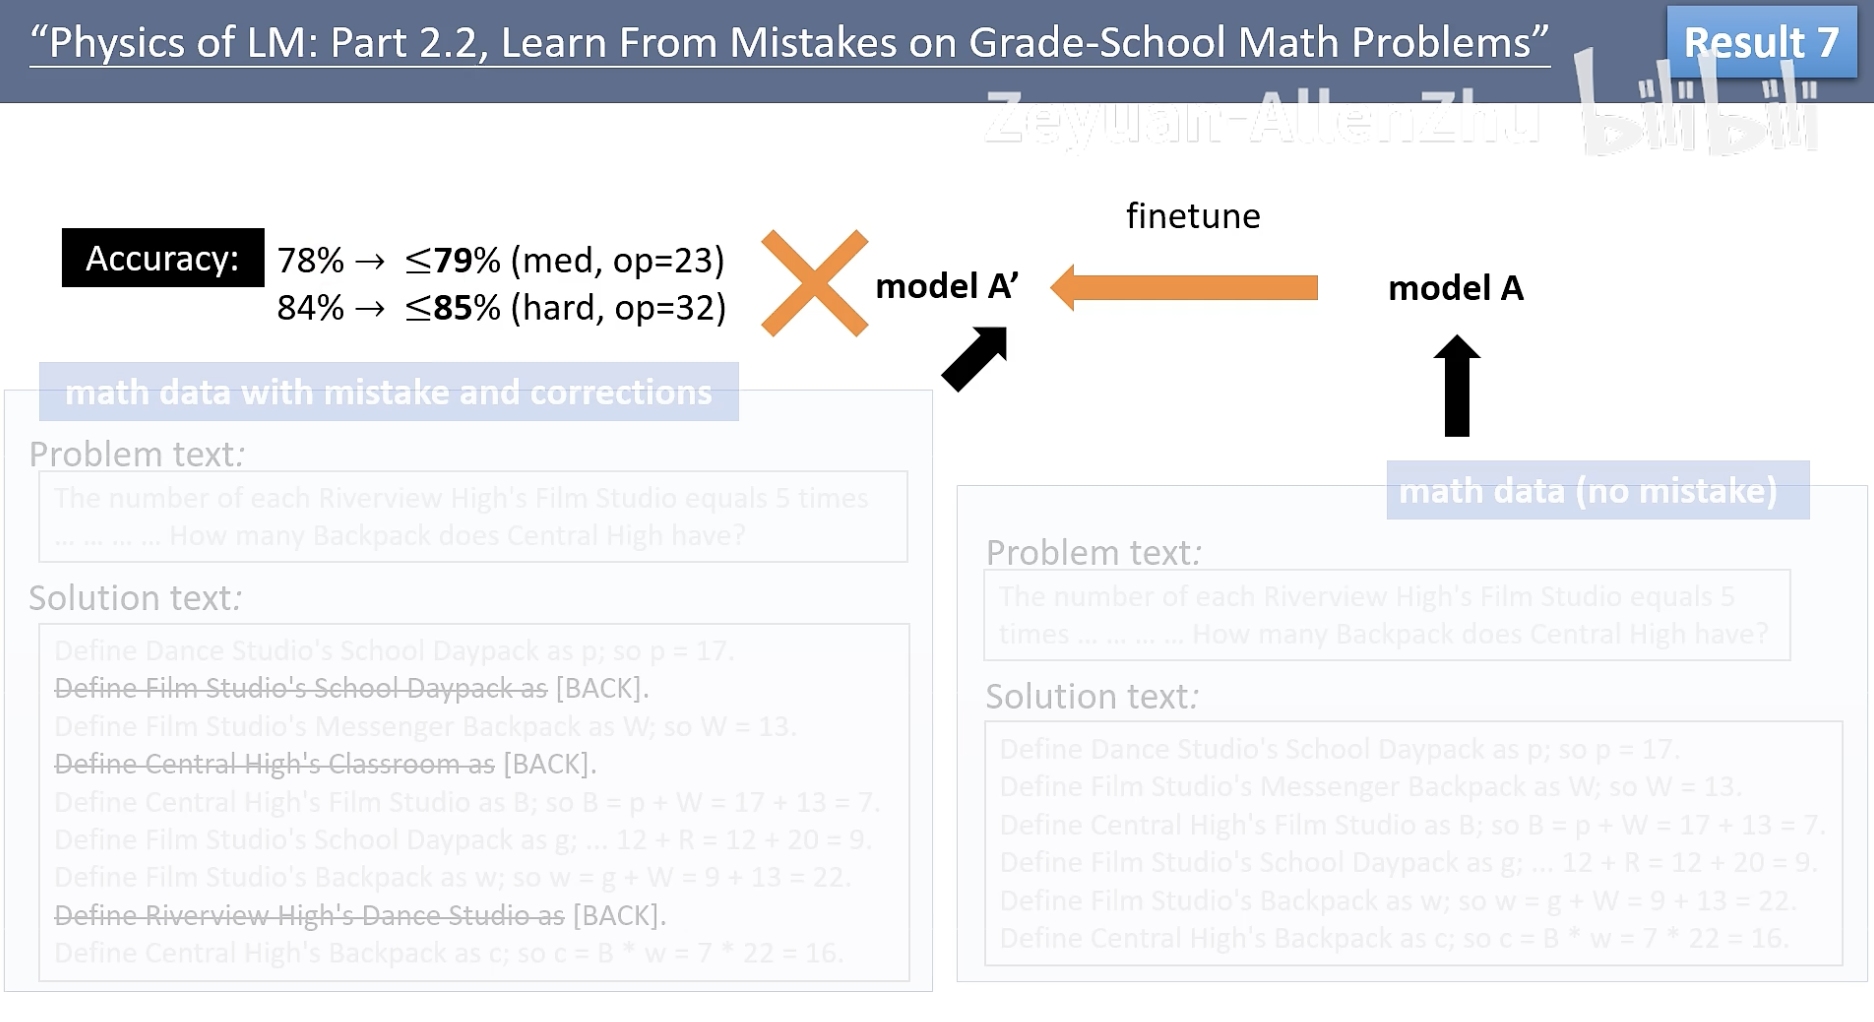 “Physics of LM: Part 2.2, Learn From Mistakes on Grade-School Math Problems”
Result 7
Zeyuan-AllenZhu
bilibili
finetune
Accuracy:
78% → ≤79% (med, op=23)
84% → ≤85% (hard, op=32)
model A’
model A
math data with mistake and corrections
Problem text:
The number of each Riverview High's Film Studio equals 5 times
... ... ... ... How many Backpack does Central High have?
Solution text:
Define Dance Studio's School Daypack as p; so p = 17.
Define Film Studio's School Daypack as [BACK].
Define Film Studio's Messenger Backpack as W; so W = 13.
Define Central High's Classroom as [BACK].
Define Central High's Film Studio as B; so B = p + W = 17 + 13 = 7.
Define Film Studio's School Daypack as g; ... 12 + R = 12 + 20 = 9.
Define Film Studio's Backpack as w; so w = g + W = 9 + 13 = 22.
Define Riverview High's Dance Studio as [BACK].
Define Central High's Backpack as c; so c = B * w = 7 * 22 = 16.
math data (no mistake)
Problem text:
The number of each Riverview High's Film Studio equals 5
times ... ... ... ... How many Backpack does Central High have?
Solution text:
Define Dance Studio's School Daypack as p; so p = 17.
Define Film Studio's Messenger Backpack as W; so W = 13.
Define Central High's Film Studio as B; so B = p + W = 17 + 13 = 7.
Define Film Studio's School Daypack as g; ... 12 + R = 12 + 20 = 9.
Define Film Studio's Backpack as w; so w = g + W = 9 + 13 = 22.
Define Central High's Backpack as c; so c = B * w = 7 * 22 = 16.